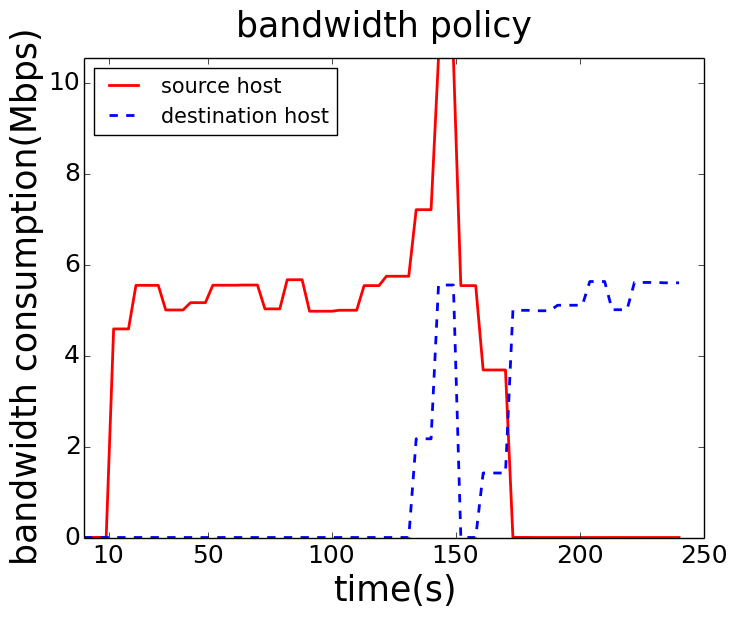 bandwidth policy
source host
destination host
bandwidth consumption(Mbps)
10
8
6
4
2
0
10 50 100 150 200 250
time(s)